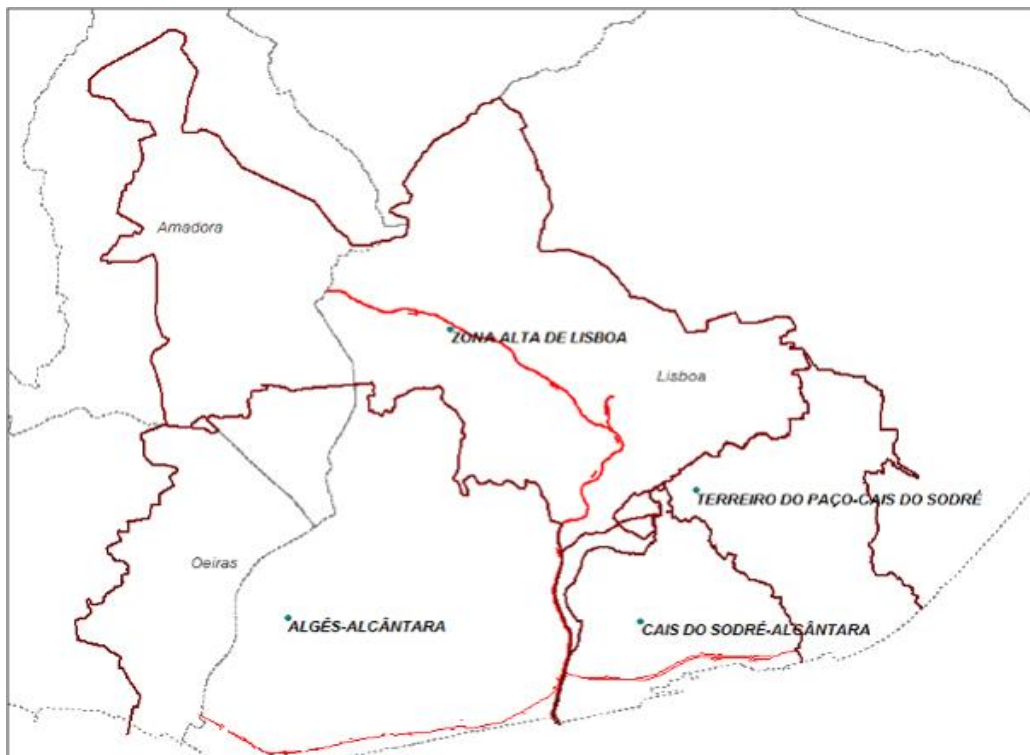 Amadora
ZONA ALTA DE LISBOA
Lisboa
TERREIRO DO PAÇO-CAIS DO SODRÉ
Oeiras
ALGÉS-ALCÂNTARA
CAIS DO SODRÉ-ALCÂNTARA